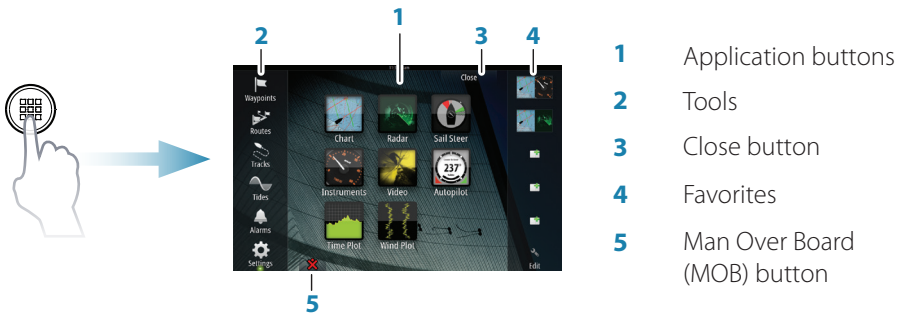 1
2
3
4
Close
Waypoints
Routes
Tracks
Tides
Alarms
Settings
Chart
Radar
Sail Steer
Instruments
Video
Autopilot
237°
Time Plot
Wind Plot
Edit
5
1 Application buttons
2 Tools
3 Close button
4 Favorites
5 Man Over Board
(MOB) button